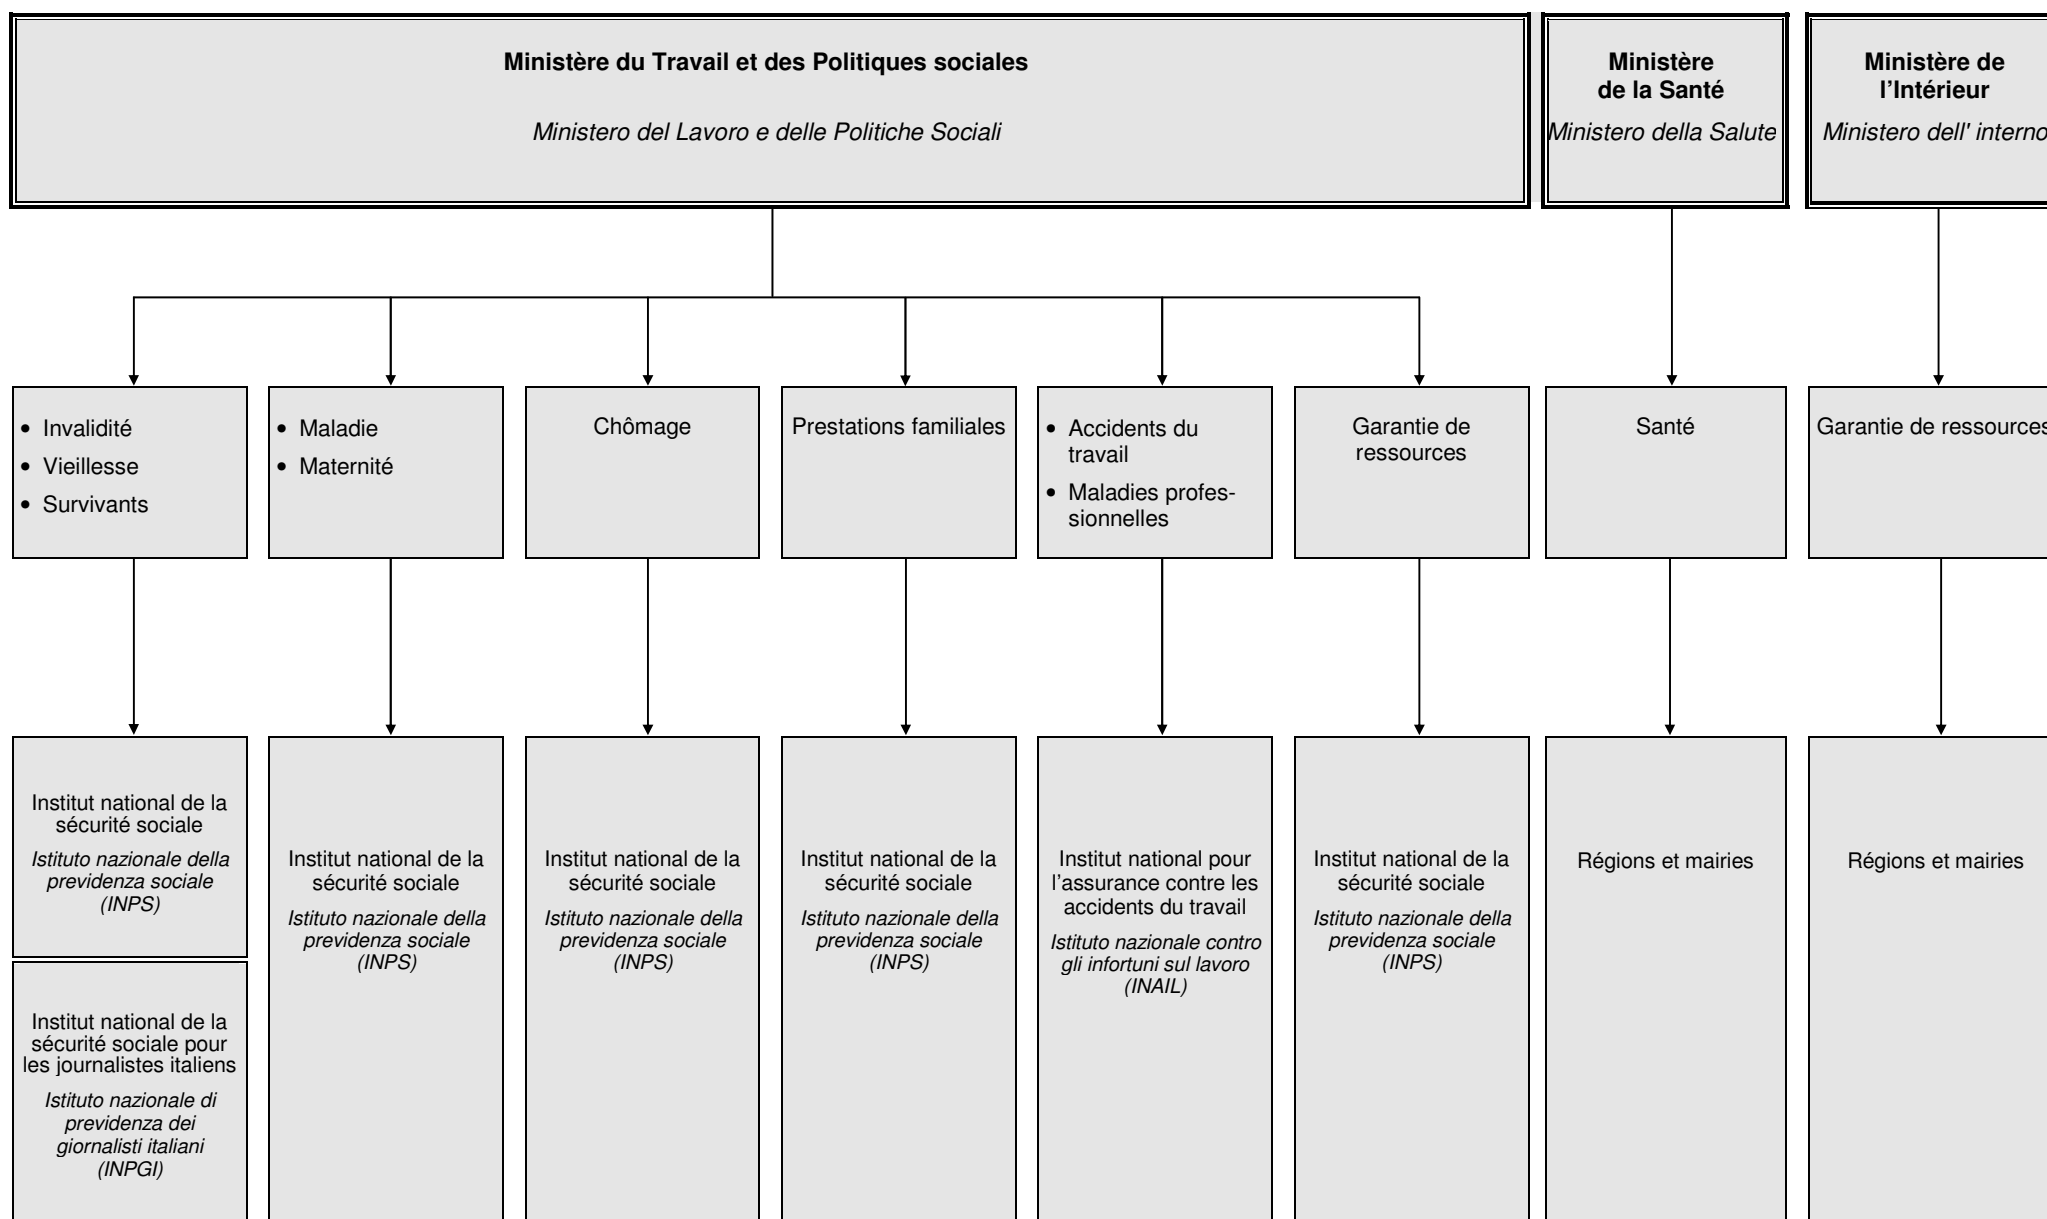 Ministère du Travail et des Politiques sociales
Ministero del Lavoro e delle Politiche Sociali
Ministère
de la Santé
Ministero della Salute
Ministère de
l'Intérieur
Ministero dell' interno
• Invalidité
• Vieillesse
• Survivants
• Maladie
• Maternité
Chômage
Prestations familiales
• Accidents du
travail
• Maladies profes-
sionnelles
Garantie de
ressources
Santé
Garantie de ressources
Institut national de la
sécurité sociale
Istituto nazionale della
previdenza sociale
(INPS)
Institut national de la
sécurité sociale pour
les journalistes italiens
Istituto nazionale di
previdenza dei
giornalisti italiani
(INPGI)
Institut national de la
sécurité sociale
Istituto nazionale della
previdenza sociale
(INPS)
Institut national de la
sécurité sociale
Istituto nazionale della
previdenza sociale
(INPS)
Institut national de la
sécurité sociale
Istituto nazionale della
previdenza sociale
(INPS)
Institut national pour
l'assurance contre les
accidents du travail
Istituto nazionale contro
gli infortuni sul lavoro
(INAIL)
Institut national de la
sécurité sociale
Istituto nazionale della
previdenza sociale
(INPS)
Régions et mairies
Régions et mairies